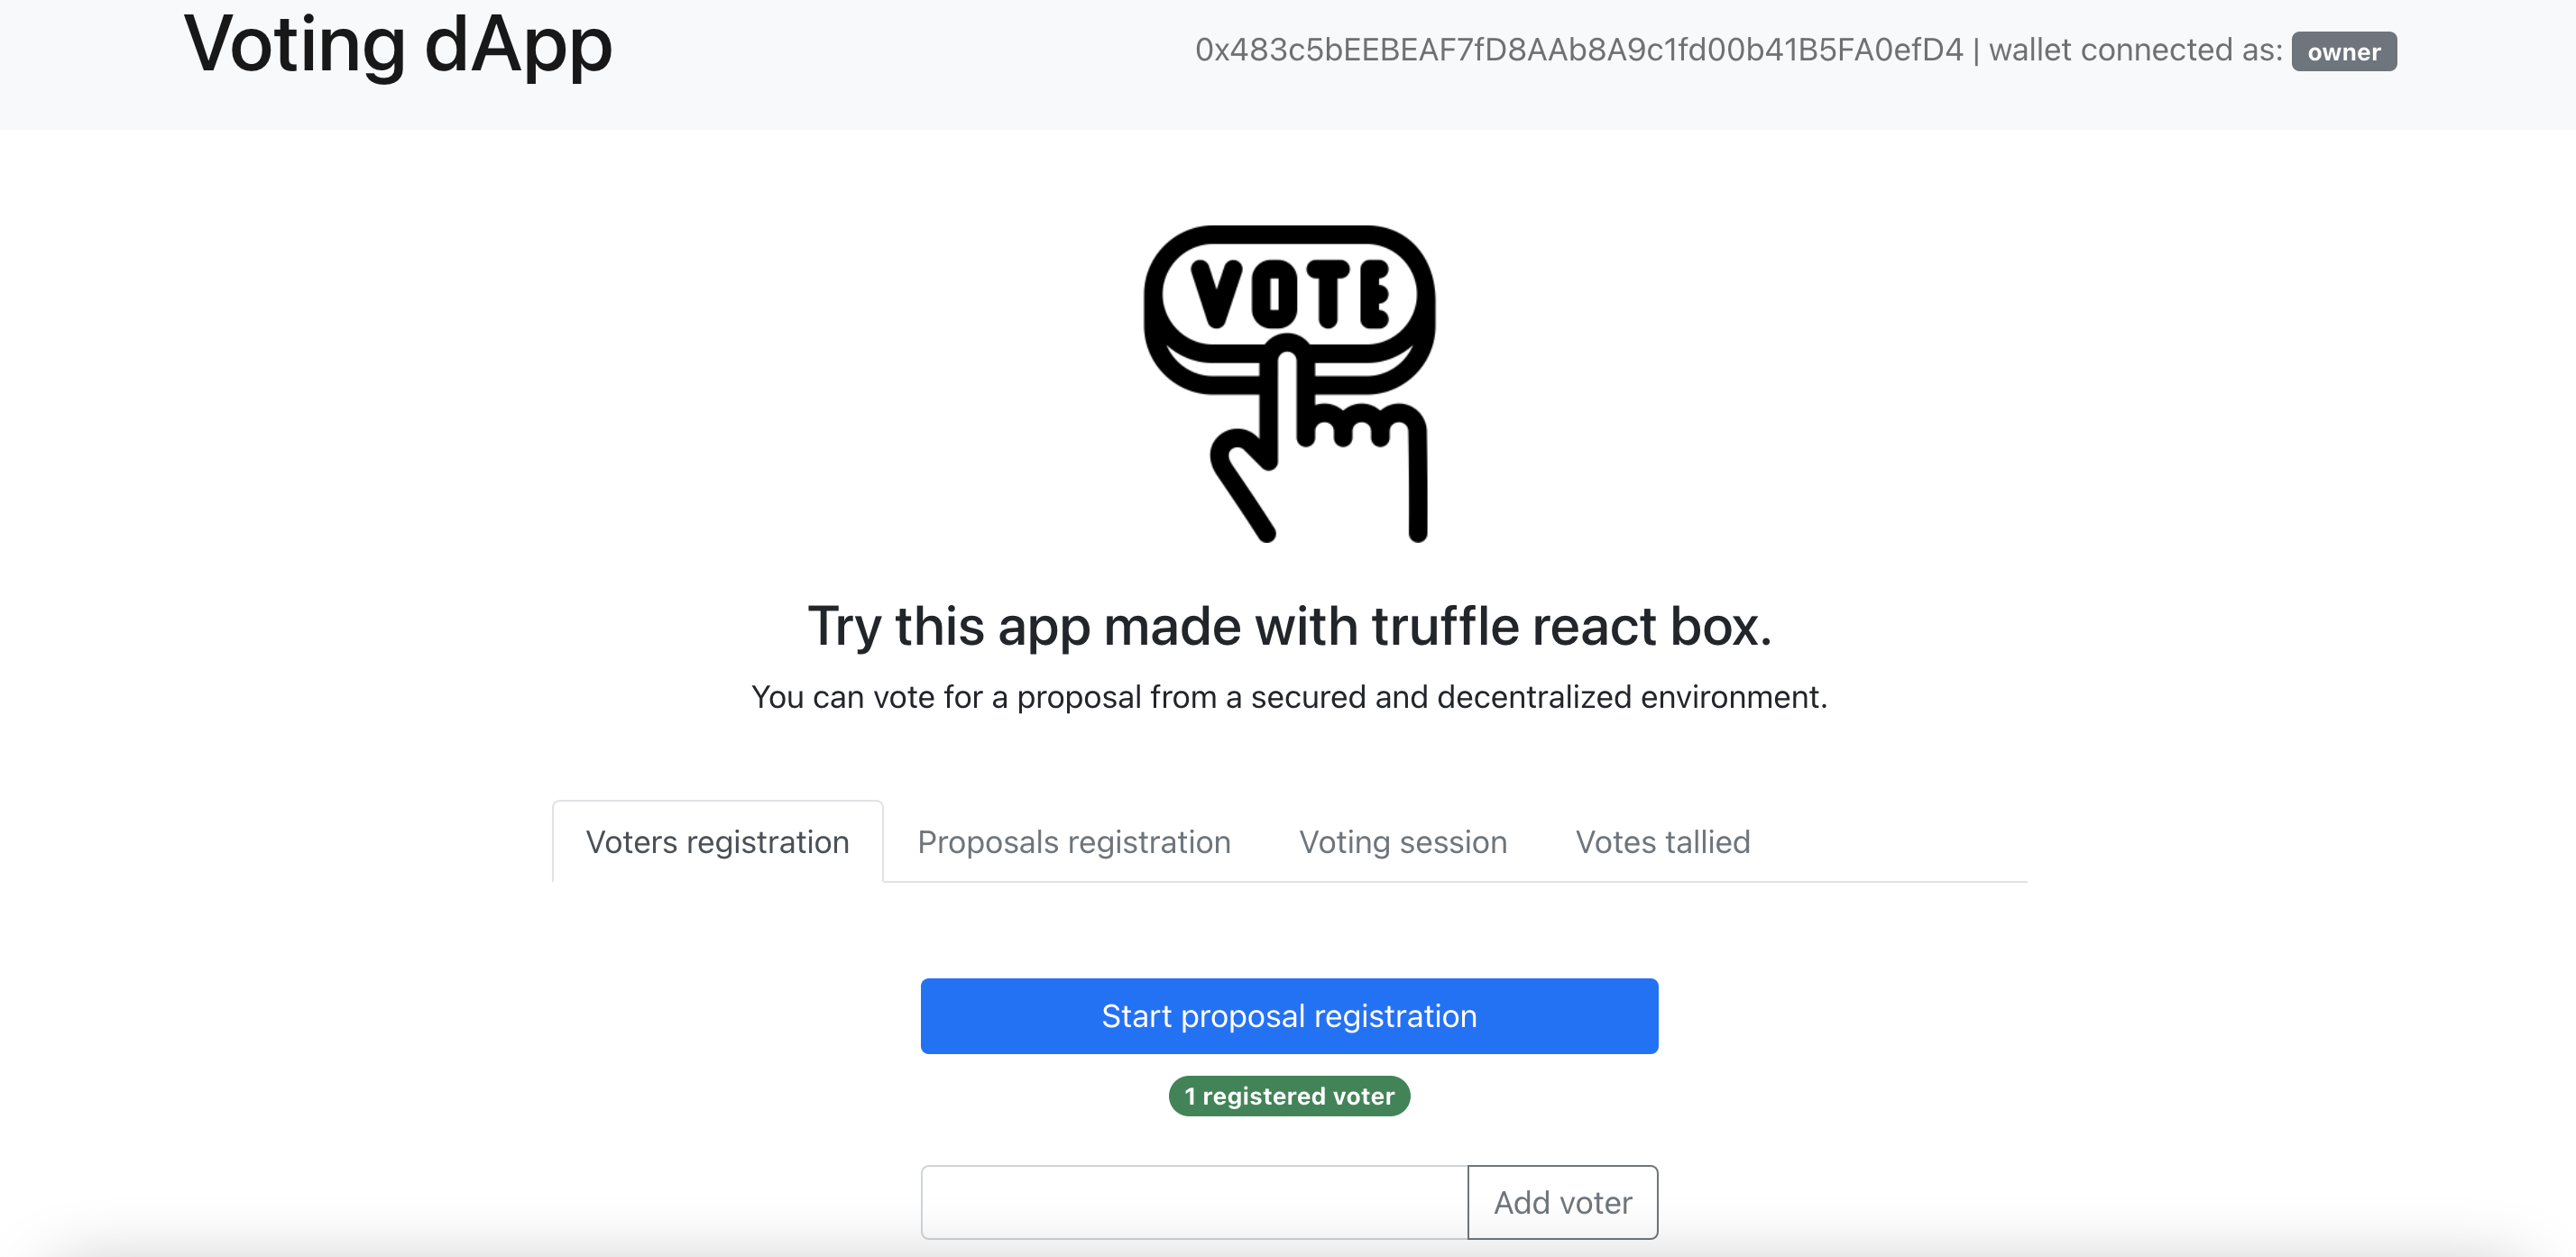 Voting dApp
0x483c5bEEBEAF7fD8AAb8A9c1fd00b41B5FA0efD4 | wallet connected as: owner
VOTE
Try this app made with truffle react box.
You can vote for a proposal from a secured and decentralized environment.
Voters registration Proposals registration Voting session Votes tallied
Start proposal registration
1 registered voter
Add voter